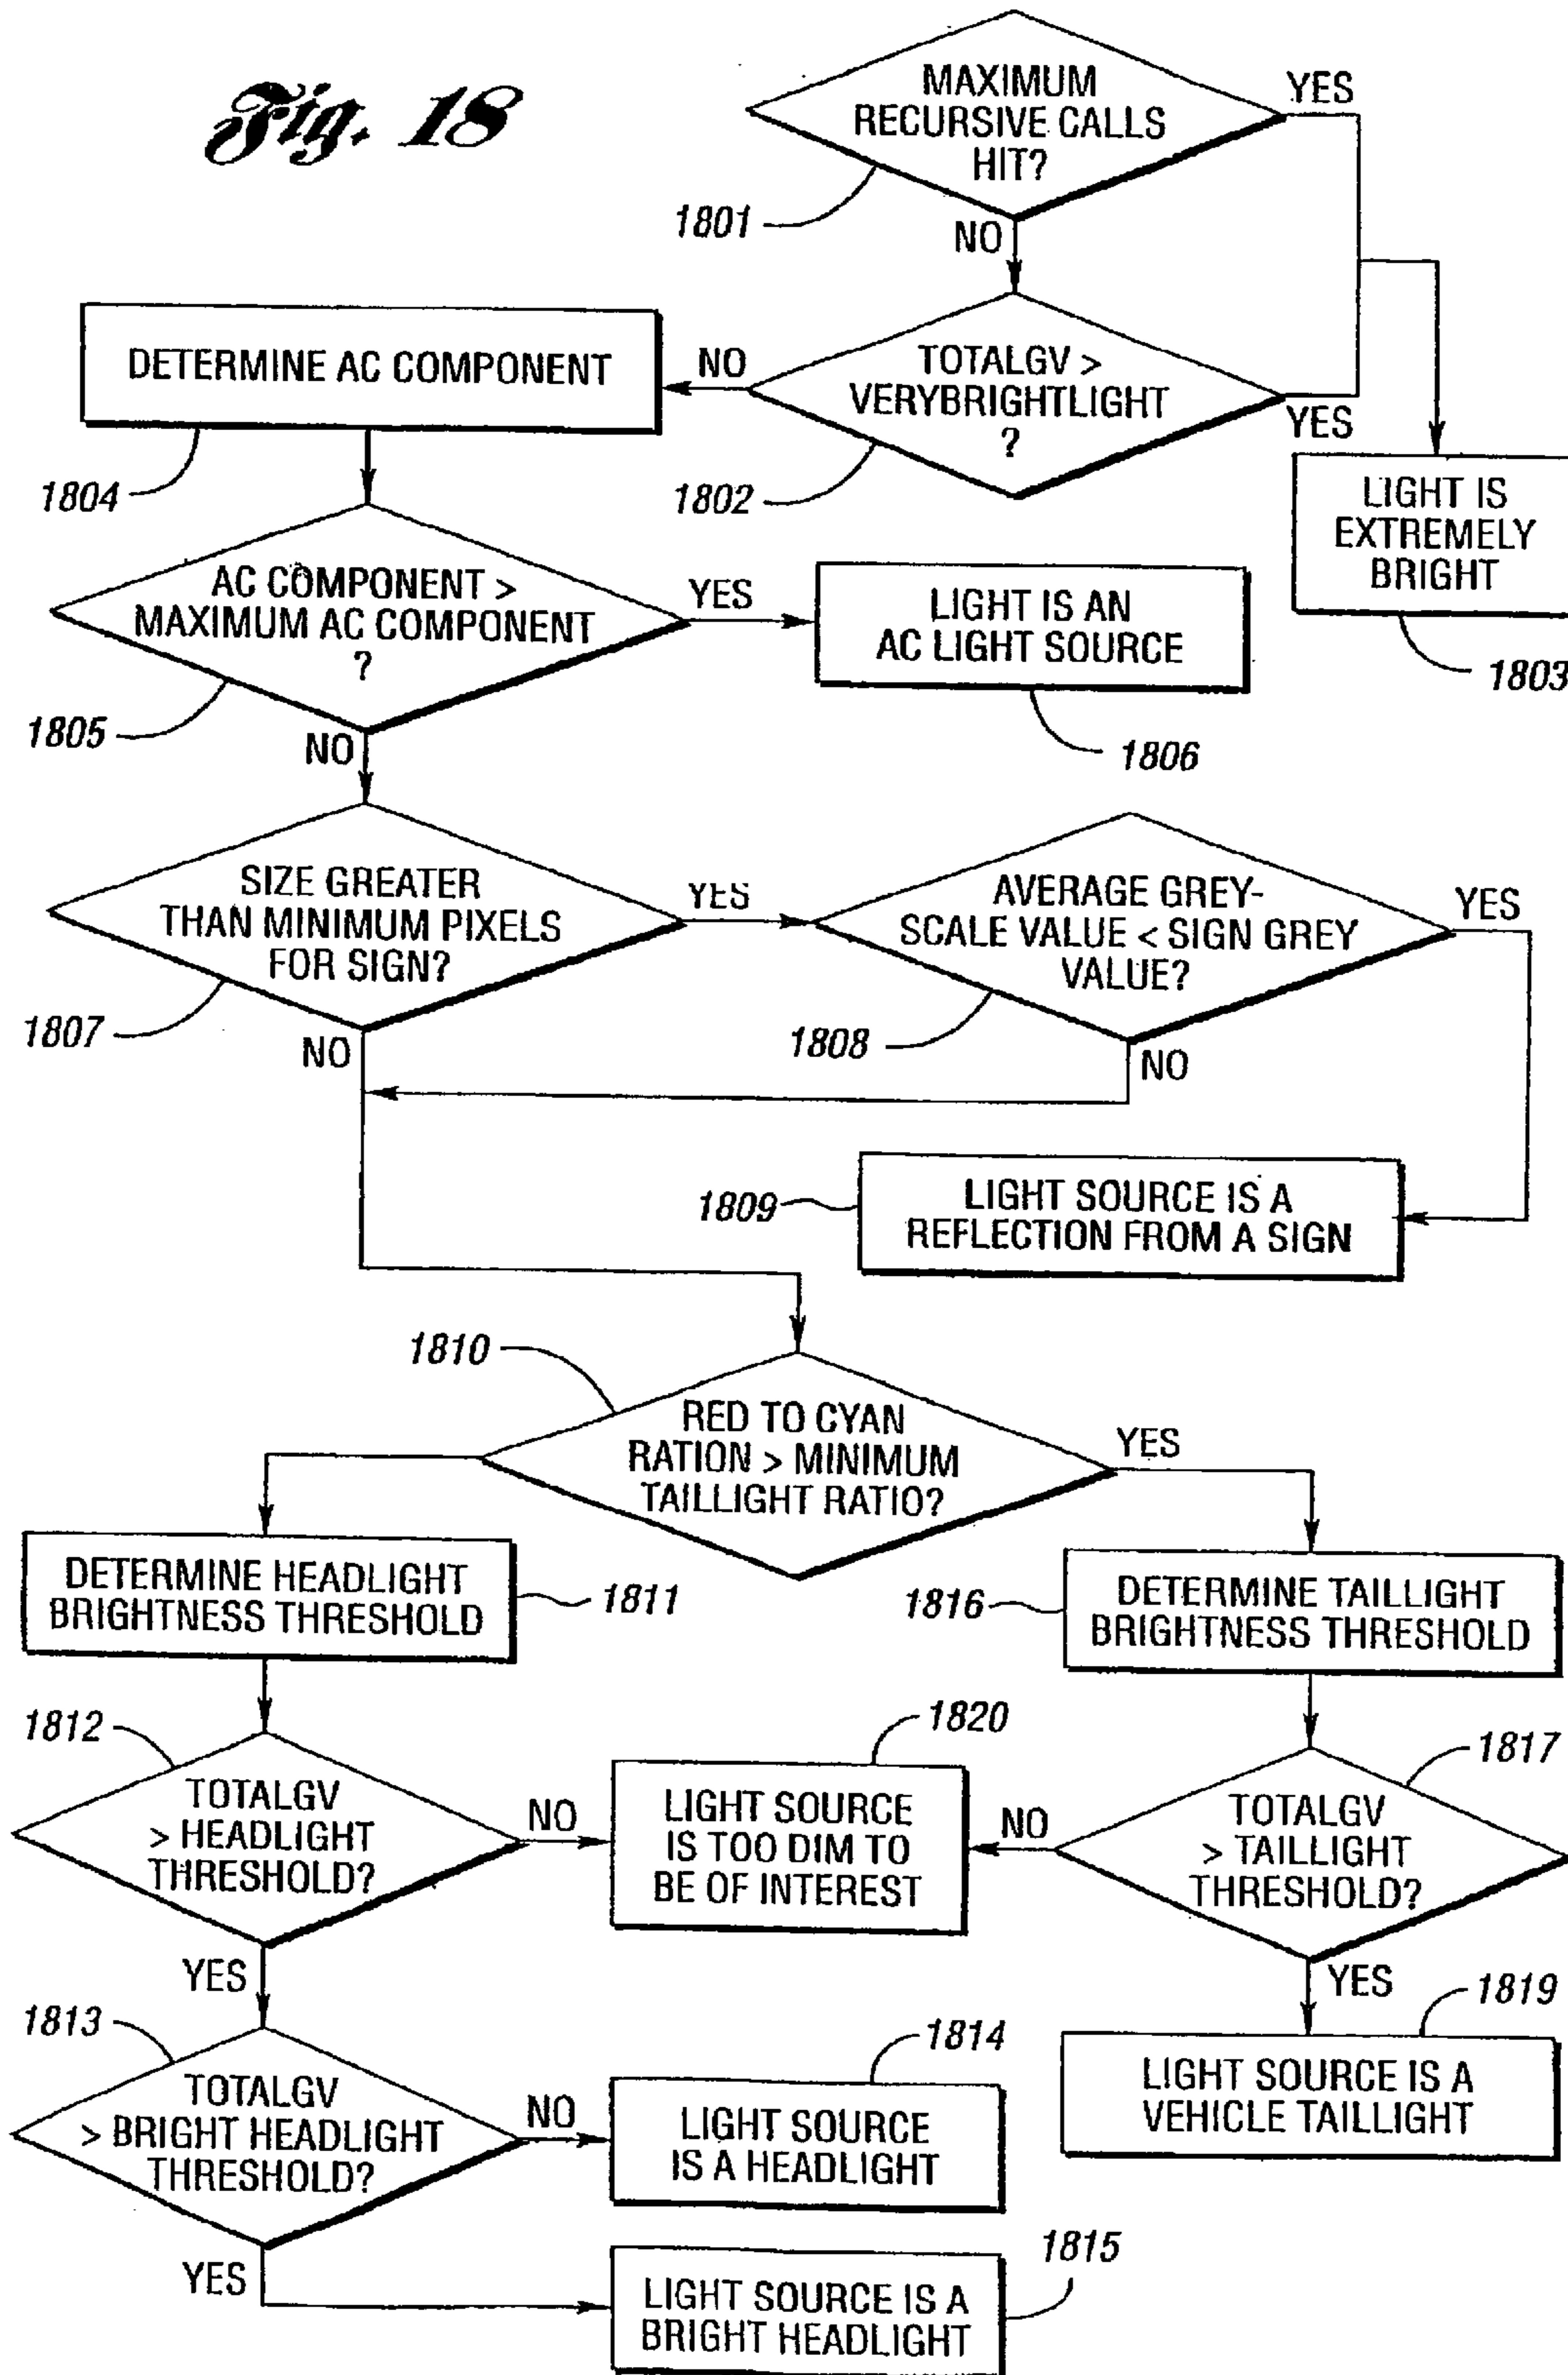 Fig. 18
MAXIMUM
RECURSIVE CALLS
HIT?
YES
1801
NO
DETERMINE AC COMPONENT
NO
TOTALGV >
VERYBRIGHTLIGHT
?
YES
1804
1802
LIGHT IS
EXTREMELY
BRIGHT
1803
AC COMPONENT >
MAXIMUM AC COMPONENT
?
YES
LIGHT IS AN
AC LIGHT SOURCE
1805
NO
1806
SIZE GREATER
THAN MINIMUM PIXELS
FOR SIGN?
YES
AVERAGE GREY-
SCALE VALUE < SIGN GREY
VALUE?
YES
1807
NO
1808
NO
1809
LIGHT SOURCE IS A
REFLECTION FROM A SIGN
1810
RED TO CYAN
RATION > MINIMUM
TAILLIGHT RATIO?
YES
DETERMINE HEADLIGHT
BRIGHTNESS THRESHOLD
1811
1816
DETERMINE TAILLIGHT
BRIGHTNESS THRESHOLD
1812
1820
1817
TOTALGV
> HEADLIGHT
THRESHOLD?
NO
LIGHT SOURCE
IS TOO DIM TO
BE OF INTEREST
NO
TOTALGV
> TAILLIGHT
THRESHOLD?
YES
YES
1813
1814
1819
TOTALGV
> BRIGHT HEADLIGHT
THRESHOLD?
NO
LIGHT SOURCE
IS A HEADLIGHT
LIGHT SOURCE IS A
VEHICLE TAILLIGHT
YES
1815
LIGHT SOURCE IS A
BRIGHT HEADLIGHT